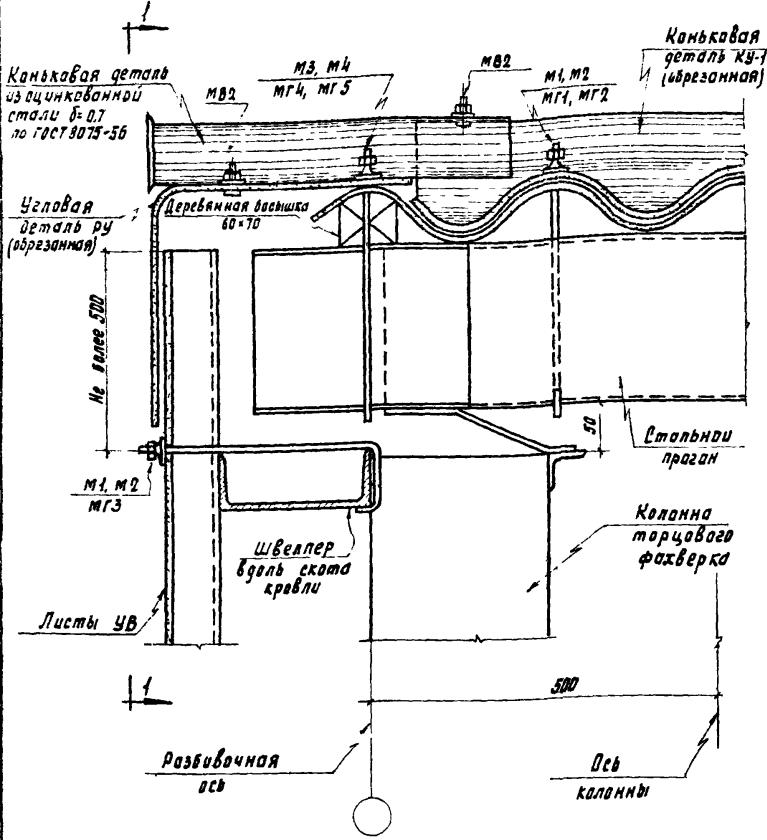 1
Коньковая деталь
из оцинкованной
стали δ=0,7
по ГОСТ 8075-56
МВ2
М3, М4
МГ4, МГ5
МВ2
М1, М2
МГ1, МГ2
Коньковая
деталь КУ-1
(обрезанная)
Угловая
деталь РУ
(обрезанная)
Деревянная бобышка
60×70
Не более 500
50
Стальной
прогон
М1, М2
МГ3
Швеллер
вдоль ската
кровли
Колонна
торцового
фахверка
Листы УВ
1
500
Разбивочная
ось
Ось
колонны